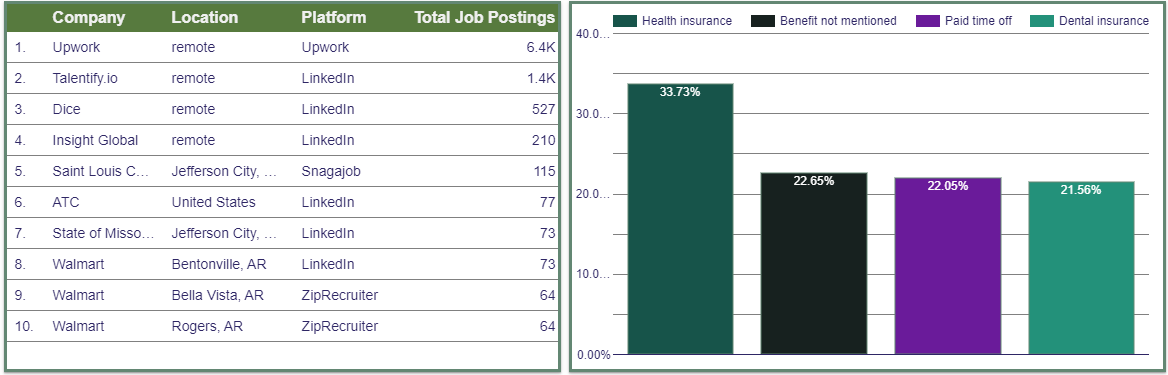 Company Location Platform Total Job Postings
1. Upwork remote Upwork 6.4K
2. Talentify.io remote LinkedIn 1.4K
3. Dice remote LinkedIn 527
4. Insight Global remote LinkedIn 210
5. Saint Louis C... Jefferson City, ... Snagajob 115
6. ATC United States LinkedIn 77
7. State of Misso... Jefferson City, ... LinkedIn 73
8. Walmart Bentonville, AR LinkedIn 73
9. Walmart Bella Vista, AR ZipRecruiter 64
10. Walmart Rogers, AR ZipRecruiter 64
Health insurance Benefit not mentioned Paid time off Dental insurance
40.0...
30.0...
20.0...
10.0...
0.00%
33.73%
22.65%
22.05%
21.56%